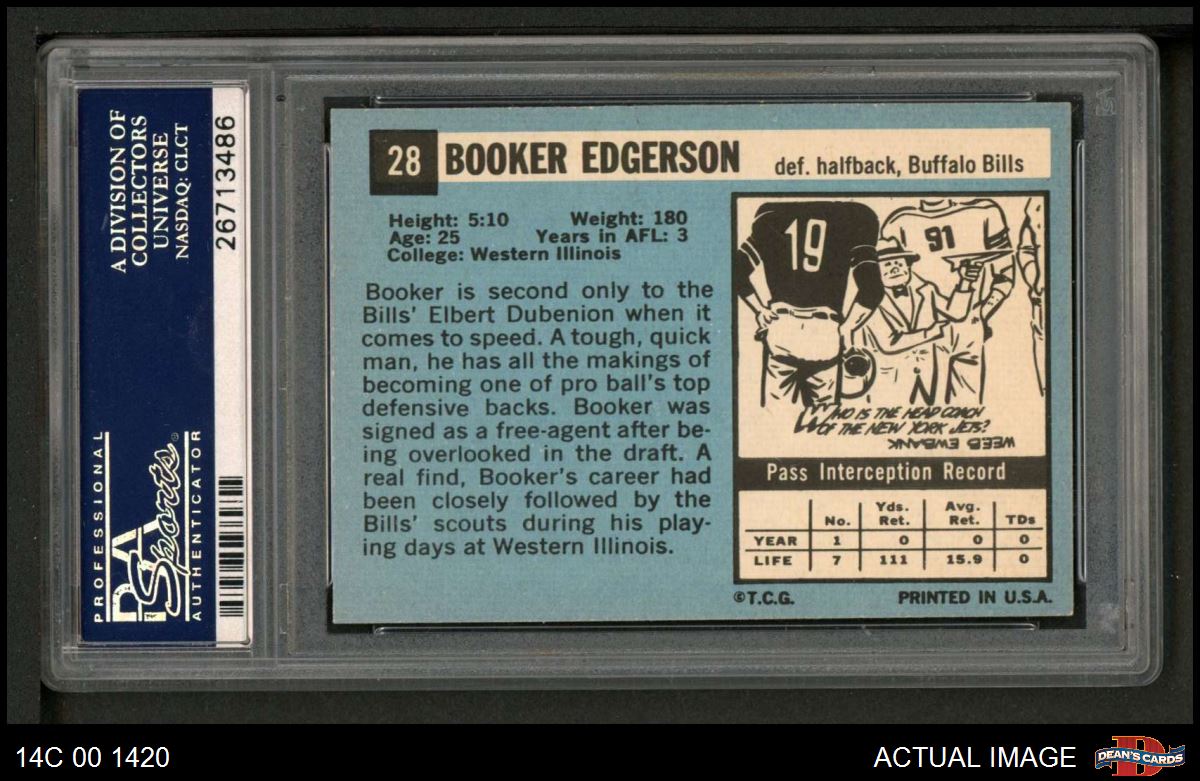 A DIVISION OF
COLLECTORS
UNIVERSE
NASDAQ: CLCT
26713486
PROFESSIONAL
PSA
Sports®
AUTHENTICATOR
28 BOOKER EDGERSON def. halfback, Buffalo Bills
Height: 5:10 Weight: 180
Age: 25 Years in AFL: 3
College: Western Illinois
Booker is second only to the
Bills' Elbert Dubenion when it
comes to speed. A tough, quick
man, he has all the makings of
becoming one of pro ball's top
defensive backs. Booker was
signed as a free-agent after be-
ing overlooked in the draft. A
real find, Booker's career had
been closely followed by the
Bills' scouts during his play-
ing days at Western Illinois.
19
91
WHO IS THE HEAD COACH
OF THE NEW YORK JETS?
WEEB EWBANK
Pass Interception Record
No. Yds. Ret. Avg. Ret. TDs
YEAR 1 0 0 0
LIFE 7 111 15.9 0
©T.C.G. PRINTED IN U.S.A.
14C 00 1420
ACTUAL IMAGE
DEAN'S CARDS